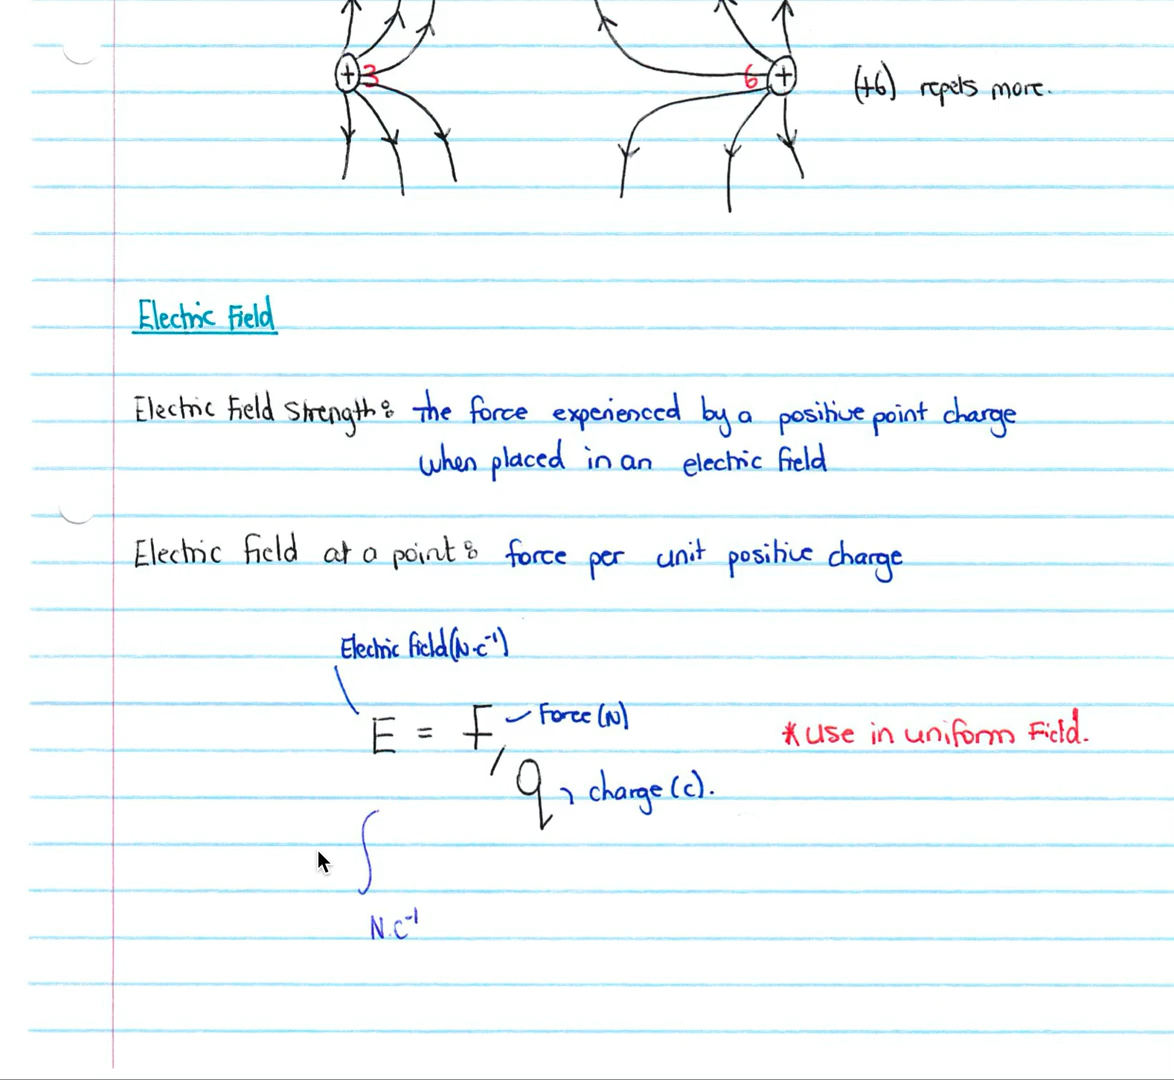 + 3
6 +
(+6) repels more.
Electric Field
Electric Field Strength: the force experienced by a positive point charge
when placed in an electric field
Electric field at a point: force per unit positive charge
Electric field (N·c⁻¹)
E = F/q
Force (N)
charge (c).
* Use in uniform Field.
N.C⁻¹